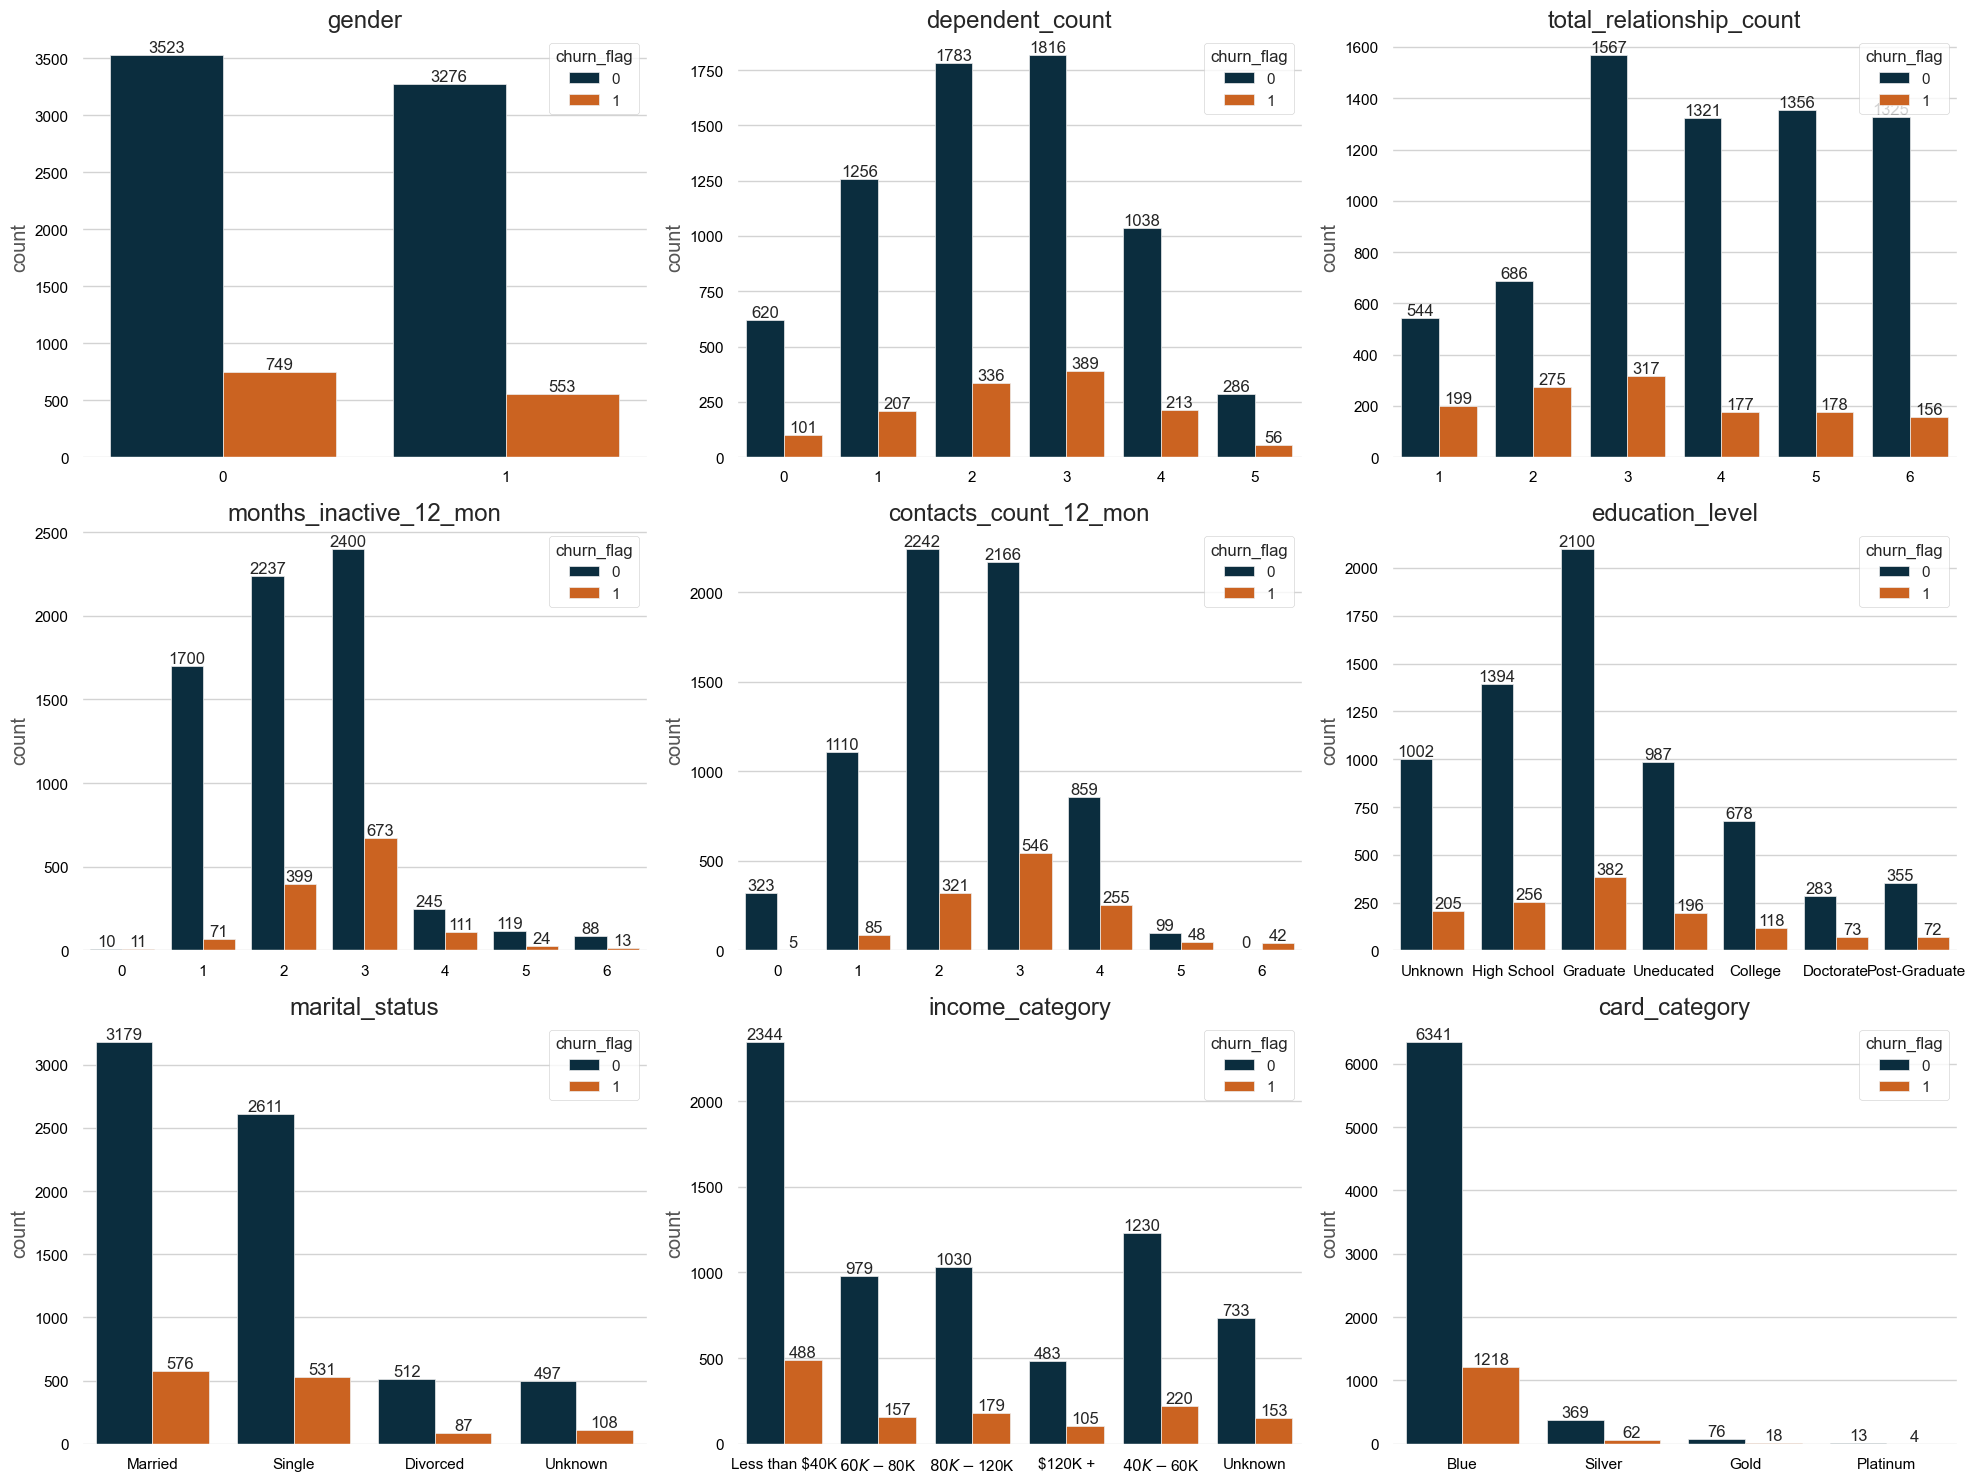 gender
churn_flag
0
1
3523
749
3276
553
count
3500
3000
2500
2000
1500
1000
500
0
0 1
dependent_count
churn_flag
0
1
620 101 1256 207 1783 336 1816 389 1038 213 286 56
count
1750
1500
1250
1000
750
500
250
0
0 1 2 3 4 5
total_relationship_count
churn_flag
0
1
544 199 686 275 1567 317 1321 177 1356 178 1325 156
count
1600
1400
1200
1000
800
600
400
200
0
1 2 3 4 5 6
months_inactive_12_mon
churn_flag
0
1
10 11 1700 71 2237 399 2400 673 245 111 119 24 88 13
count
2500
2000
1500
1000
500
0
0 1 2 3 4 5 6
contacts_count_12_mon
churn_flag
0
1
323 5 1110 85 2242 321 2166 546 859 255 99 48 0 42
count
2000
1500
1000
500
0
0 1 2 3 4 5 6
education_level
churn_flag
0
1
1002 205 1394 256 2100 382 987 196 678 118 283 73 355 72
count
2000
1750
1500
1250
1000
750
500
250
0
Unknown High School Graduate Uneducated College Doctorate Post-Graduate
marital_status
churn_flag
0
1
3179 576 2611 531 512 87 497 108
count
3000
2500
2000
1500
1000
500
0
Married Single Divorced Unknown
income_category
churn_flag
0
1
2344 488 979 157 1030 179 483 105 1230 220 733 153
count
2000
1500
1000
500
0
Less than $40K 60K − 80K 80K − 120K $120K + 40K − 60K Unknown
card_category
churn_flag
0
1
6341 1218 369 62 76 18 13 4
count
6000
5000
4000
3000
2000
1000
0
Blue Silver Gold Platinum